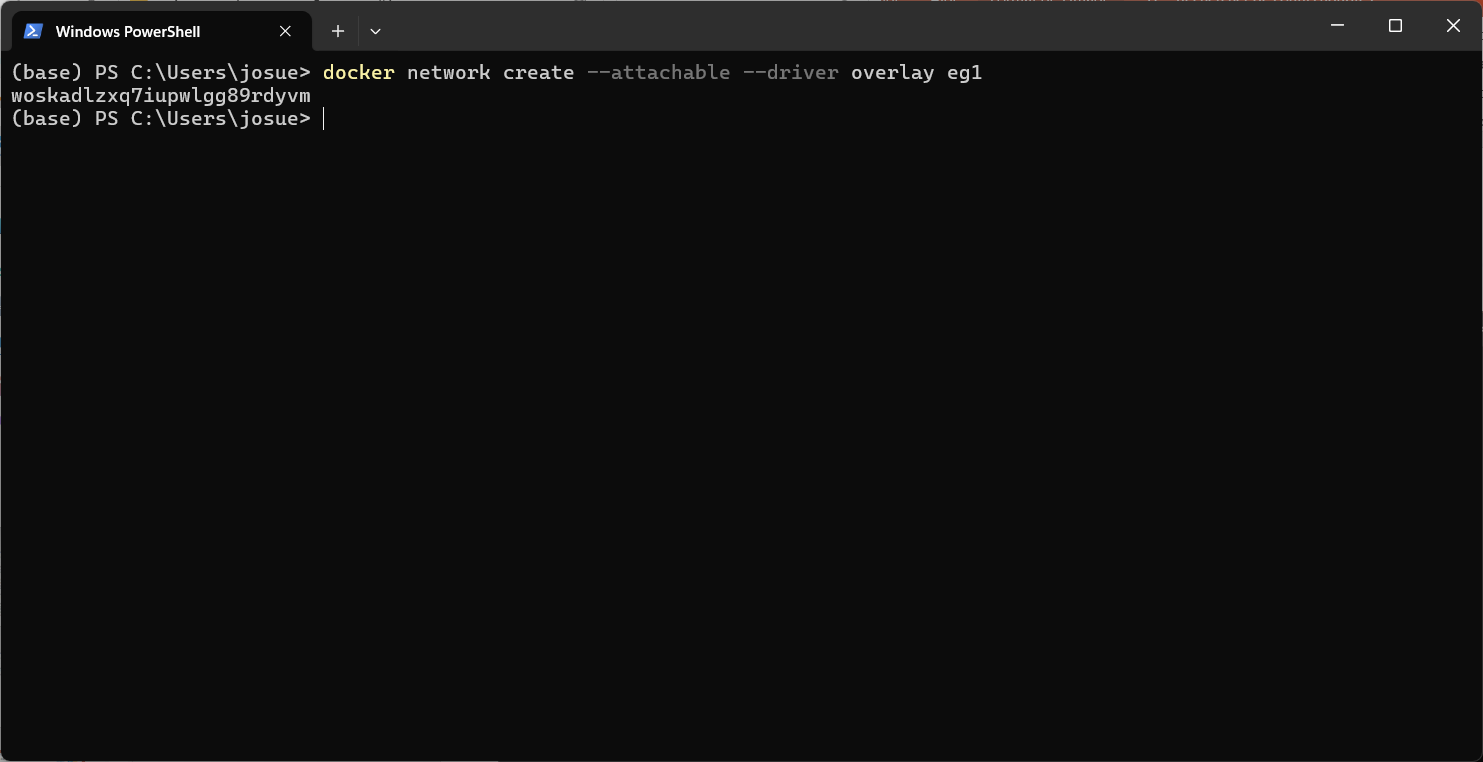 Windows PowerShell
(base) PS C:\Users\josue> docker network create --attachable --driver overlay eg1
woskadlzxq7iupwlgg89rdyvm
(base) PS C:\Users\josue>